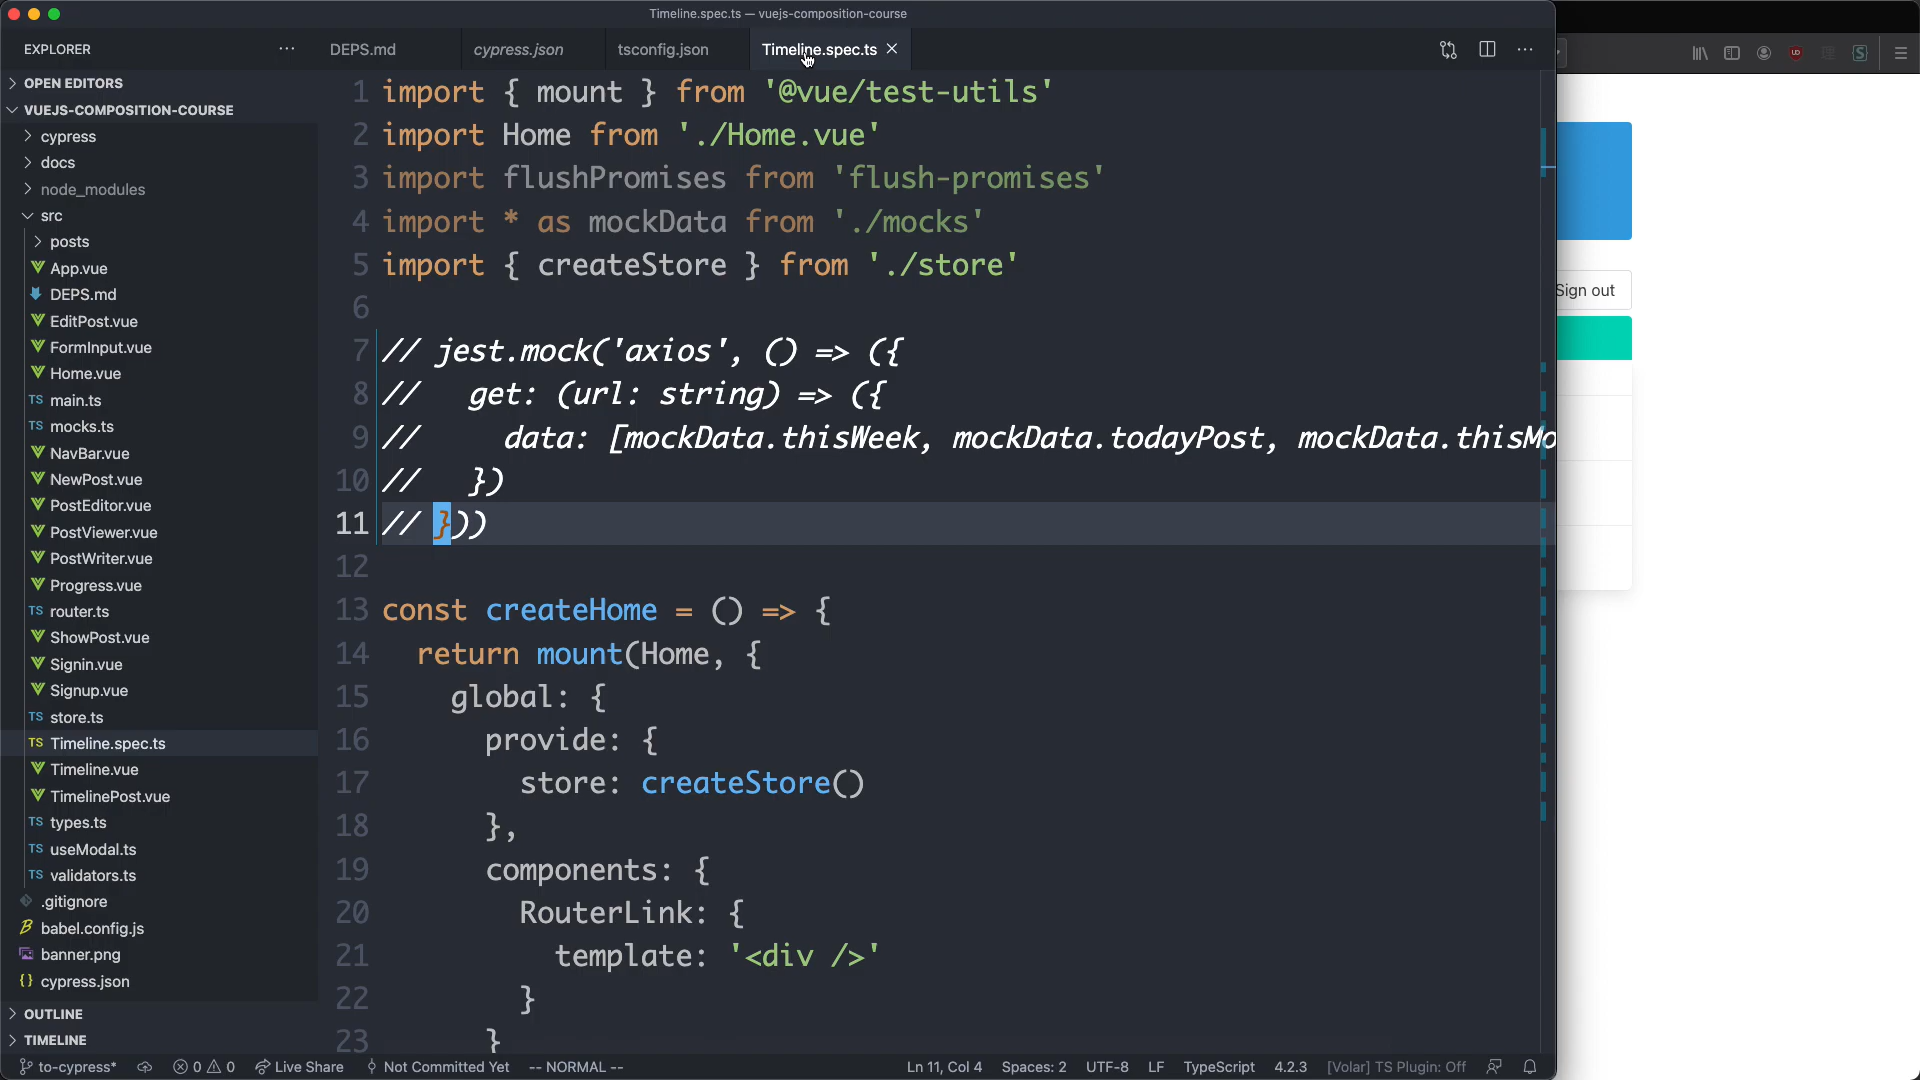 Timeline.spec.ts — vuejs-composition-course
EXPLORER
DEPS.md
cypress.json
tsconfig.json
Timeline.spec.ts
OPEN EDITORS
VUEJS-COMPOSITION-COURSE
cypress
docs
node_modules
src
posts
App.vue
DEPS.md
EditPost.vue
FormInput.vue
Home.vue
TS main.ts
TS mocks.ts
NavBar.vue
NewPost.vue
PostEditor.vue
PostViewer.vue
PostWriter.vue
Progress.vue
TS router.ts
ShowPost.vue
Signin.vue
Signup.vue
TS store.ts
TS Timeline.spec.ts
Timeline.vue
TimelinePost.vue
TS types.ts
TS useModal.ts
TS validators.ts
.gitignore
babel.config.js
banner.png
{} cypress.json
OUTLINE
TIMELINE
1 import { mount } from '@vue/test-utils'
2 import Home from './Home.vue'
3 import flushPromises from 'flush-promises'
4 import * as mockData from './mocks'
5 import { createStore } from './store'
6
7 // jest.mock('axios', () => ({
8 //   get: (url: string) => ({
9 //     data: [mockData.thisWeek, mockData.todayPost, mockData.thisMo
10 //   })
11 // }))
12
13 const createHome = () => {
14   return mount(Home, {
15     global: {
16       provide: {
17         store: createStore()
18       },
19       components: {
20         RouterLink: {
21           template: '<div />'
22         }
23       }
Sign out
to-cypress*
0 0
Live Share
Not Committed Yet
-- NORMAL --
Ln 11, Col 4
Spaces: 2
UTF-8
LF
TypeScript
4.2.3
[Volar] TS Plugin: Off